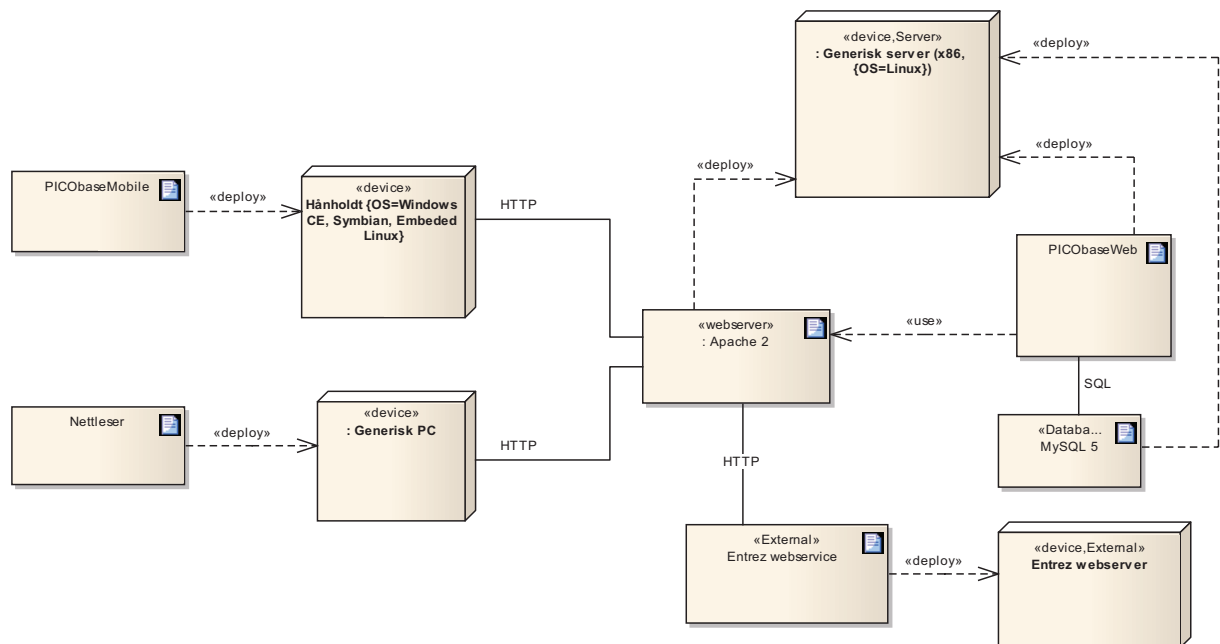 «device,Server»
: Generisk server (x86,
{OS=Linux})
«deploy»
«deploy»
«deploy»
PICObaseMobile
«deploy»
«device»
Hånholdt {OS=Windows
CE, Symbian, Embeded
Linux}
HTTP
PICObaseWeb
«webserver»
: Apache 2
«use»
SQL
Nettleser
«deploy»
«device»
: Generisk PC
HTTP
«Databa...
MySQL 5
HTTP
«External»
Entrez webservice
«deploy»
«device,External»
Entrez webserver